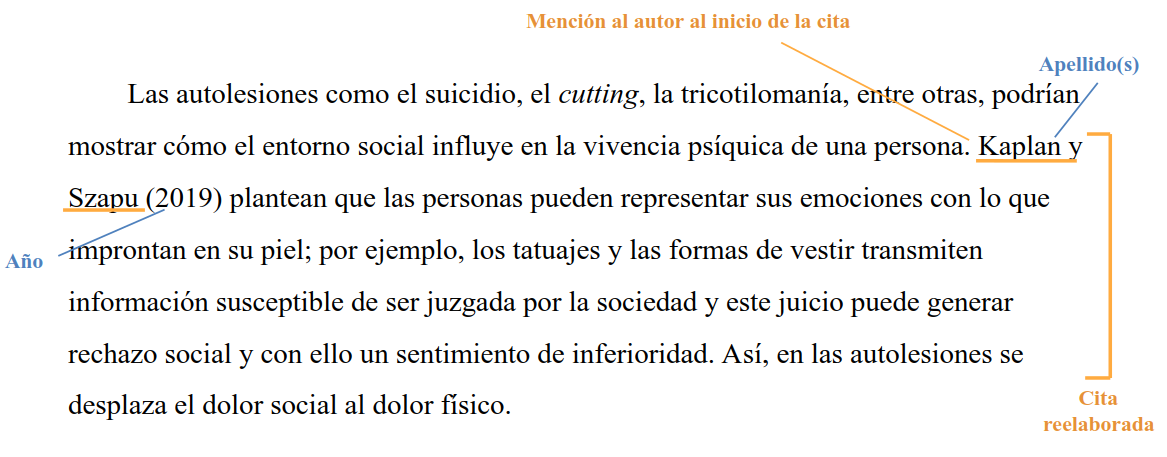 Mención al autor al inicio de la cita
Apellido(s)
Las autolesiones como el suicidio, el cutting, la tricotilomanía, entre otras, podrían
mostrar cómo el entorno social influye en la vivencia psíquica de una persona. Kaplan y
Szapu (2019) plantean que las personas pueden representar sus emociones con lo que
Año
improntan en su piel; por ejemplo, los tatuajes y las formas de vestir transmiten
información susceptible de ser juzgada por la sociedad y este juicio puede generar
rechazo social y con ello un sentimiento de inferioridad. Así, en las autolesiones se
desplaza el dolor social al dolor físico.
Cita
reelaborada